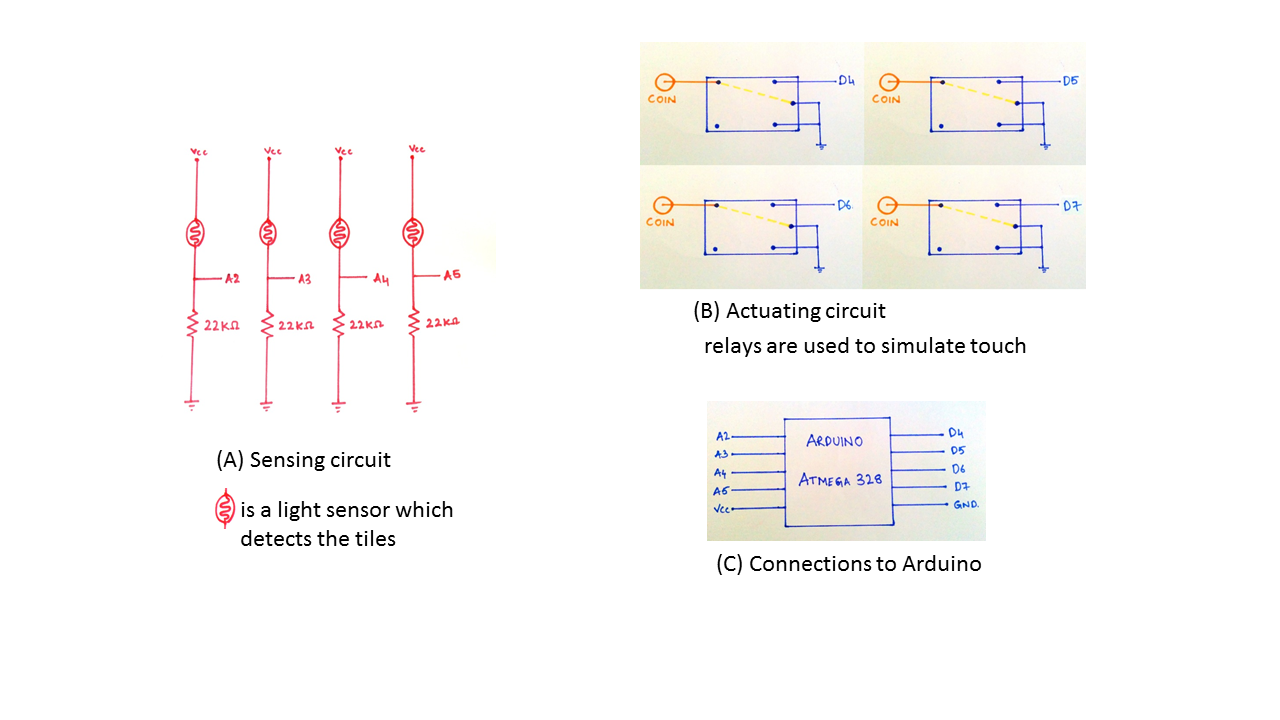 Vcc Vcc Vcc Vcc
A2 A3 A4 A5
22KΩ 22KΩ 22KΩ 22KΩ
(A) Sensing circuit
is a light sensor which
detects the tiles
COIN D4 COIN D5
COIN D6 COIN D7
(B) Actuating circuit
relays are used to simulate touch
A2 ARDUINO D4
A3 D5
A4 ATMEGA 328 D6
A5 D7
Vcc GND.
(C) Connections to Arduino